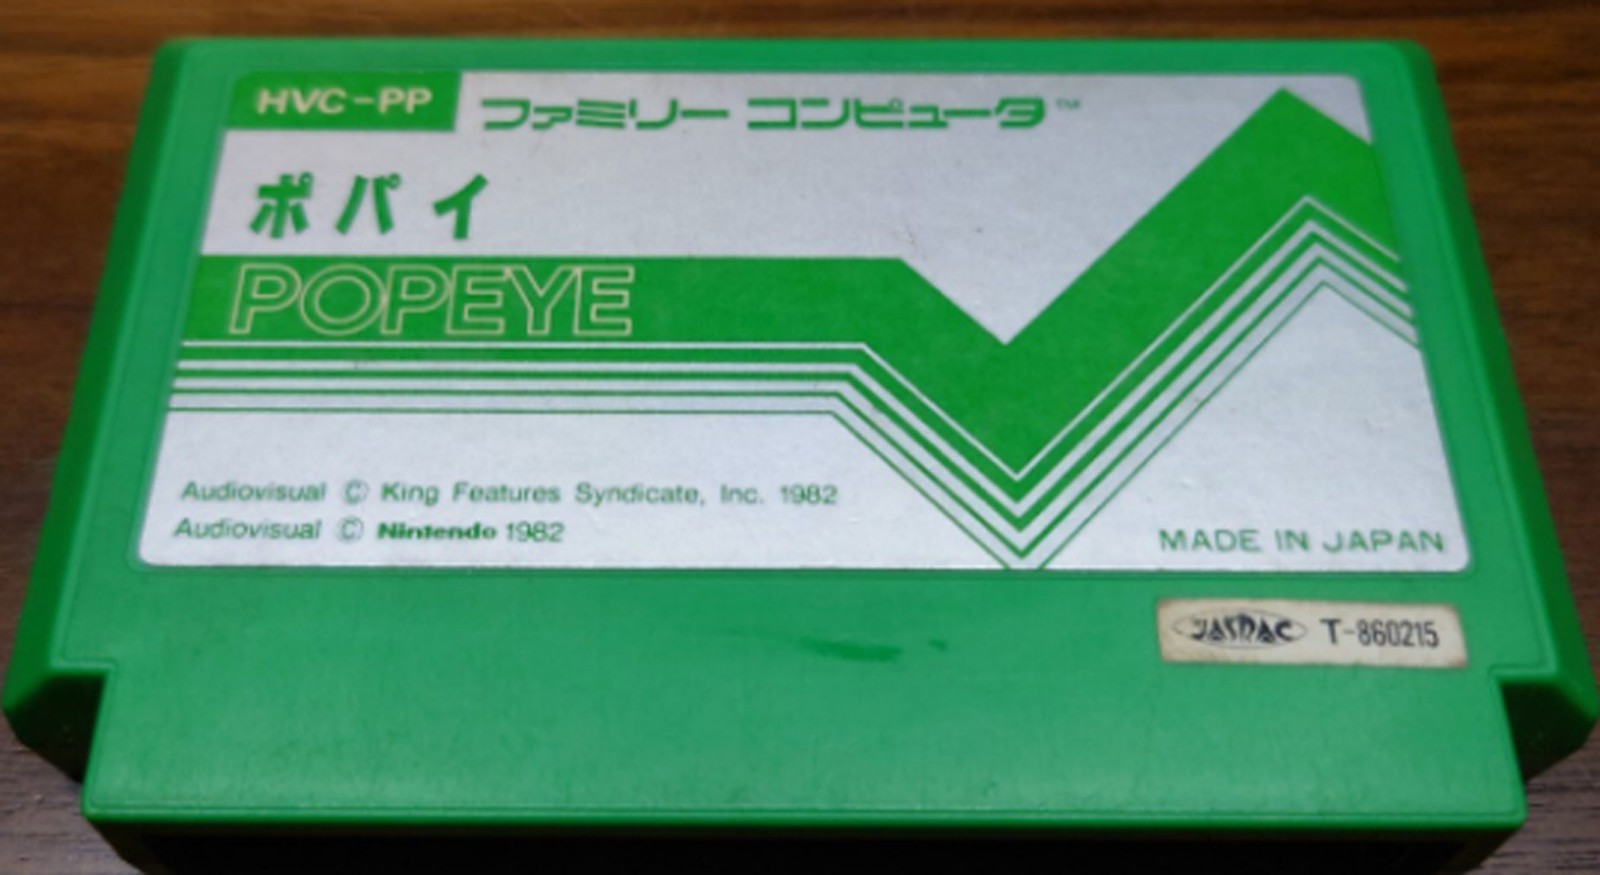 HVC-PP ファミリー コンピュータ™
ポパイ
POPEYE
Audiovisual © King Features Syndicate, Inc. 1982
Audiovisual © Nintendo 1982
MADE IN JAPAN
JASRAC T-860215